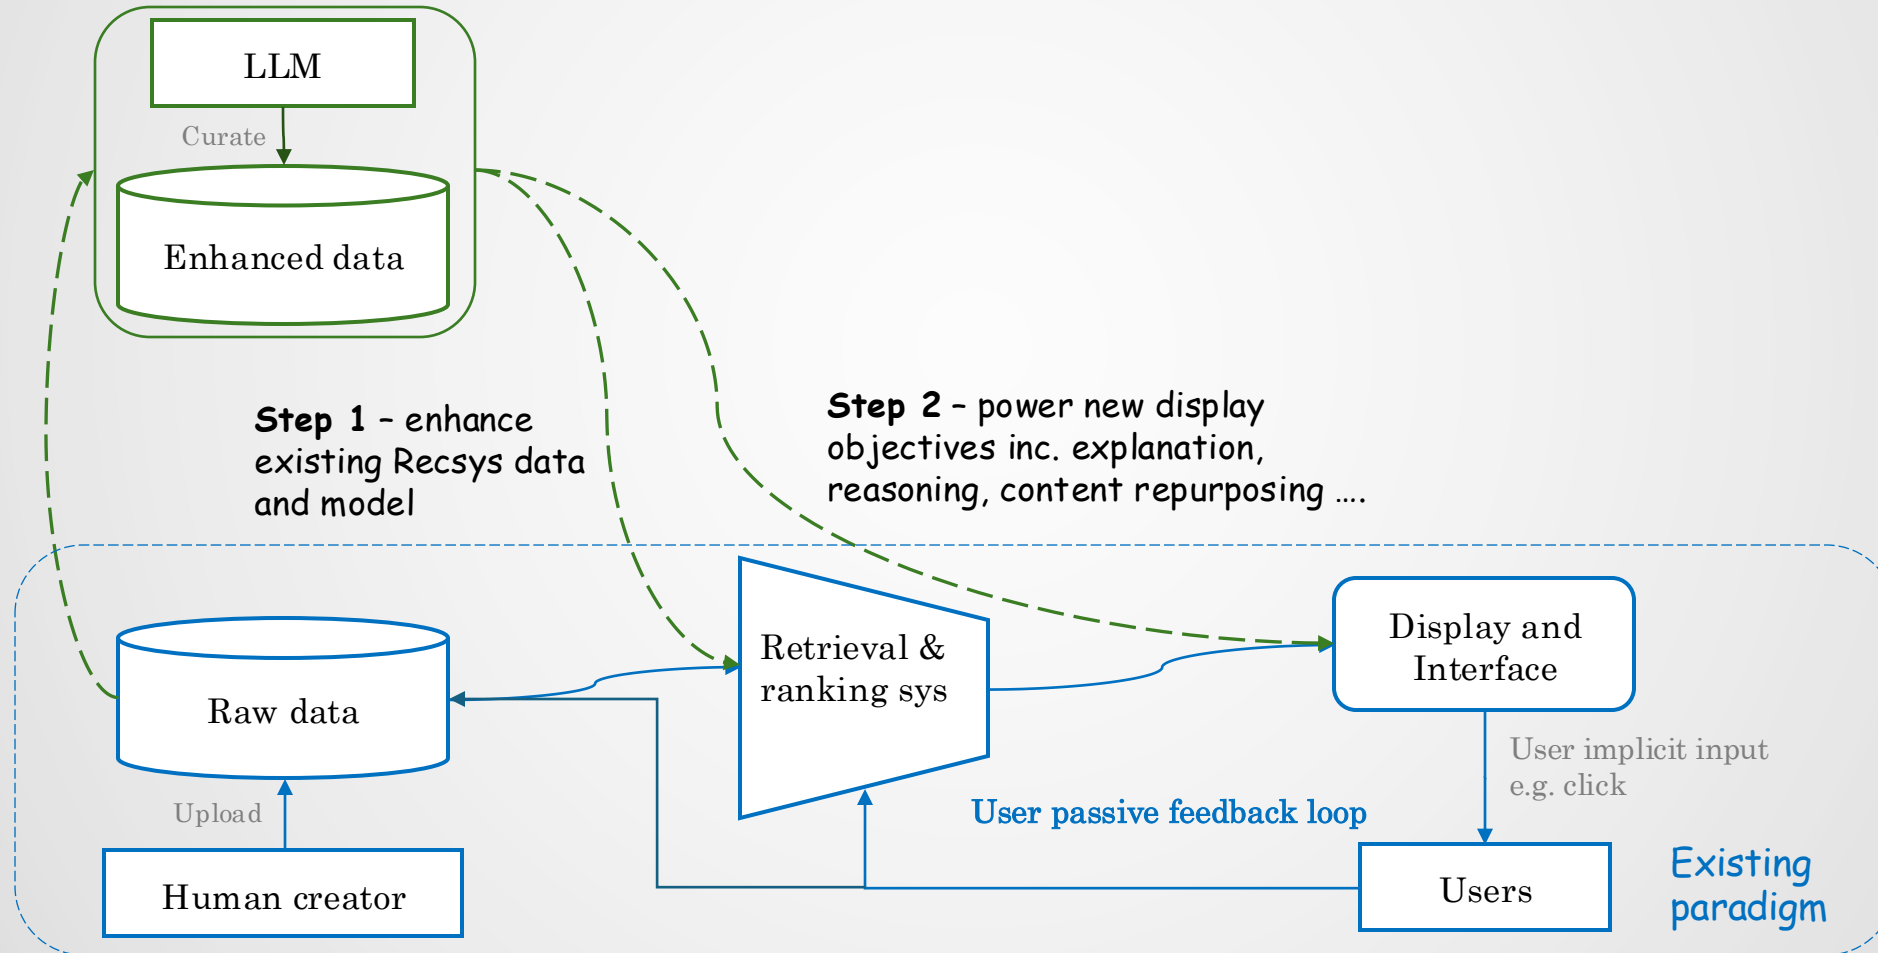 LLM
Curate
Enhanced data
Step 1 – enhance
existing Recsys data
and model
Step 2 – power new display
objectives inc. explanation,
reasoning, content repurposing ....
Raw data
Retrieval &
ranking sys
Display and
Interface
User implicit input
e.g. click
Upload
User passive feedback loop
Human creator
Users
Existing
paradigm